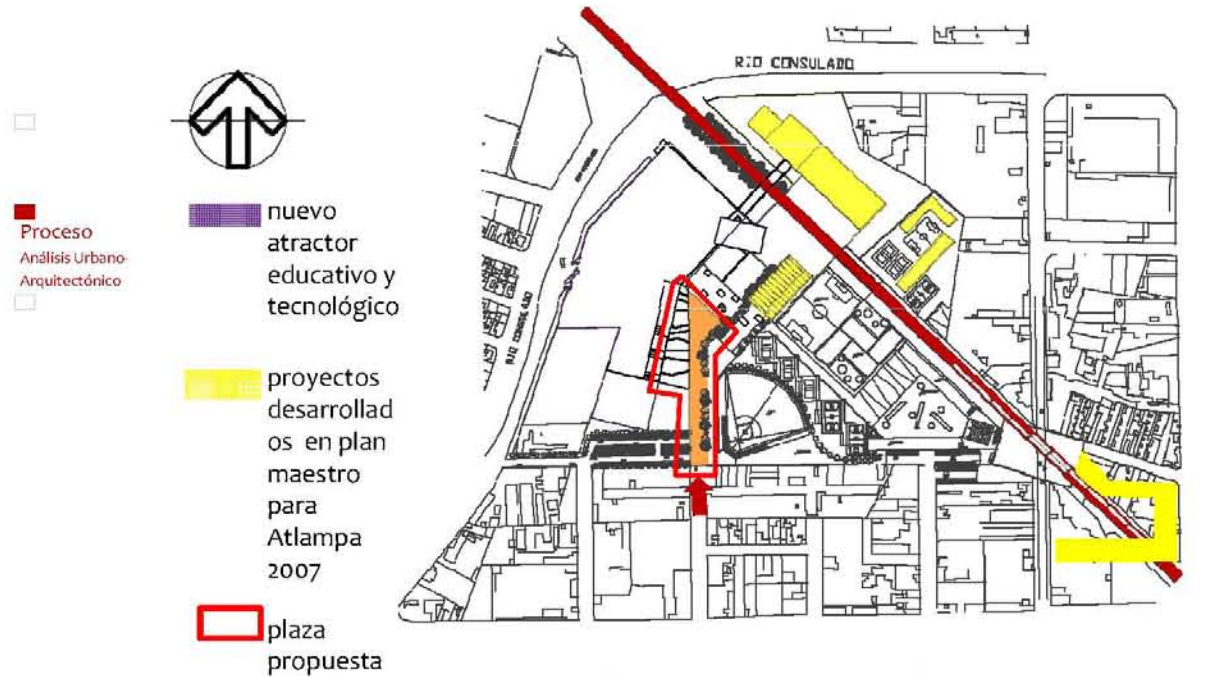 Proceso
Análisis Urbano-
Arquitectónico
nuevo
atractor
educativo y
tecnológico
proyectos
desarrollad
os en plan
maestro
para
Atlampa
2007
plaza
propuesta
RIO CONSULADO
RIO CONSULADO